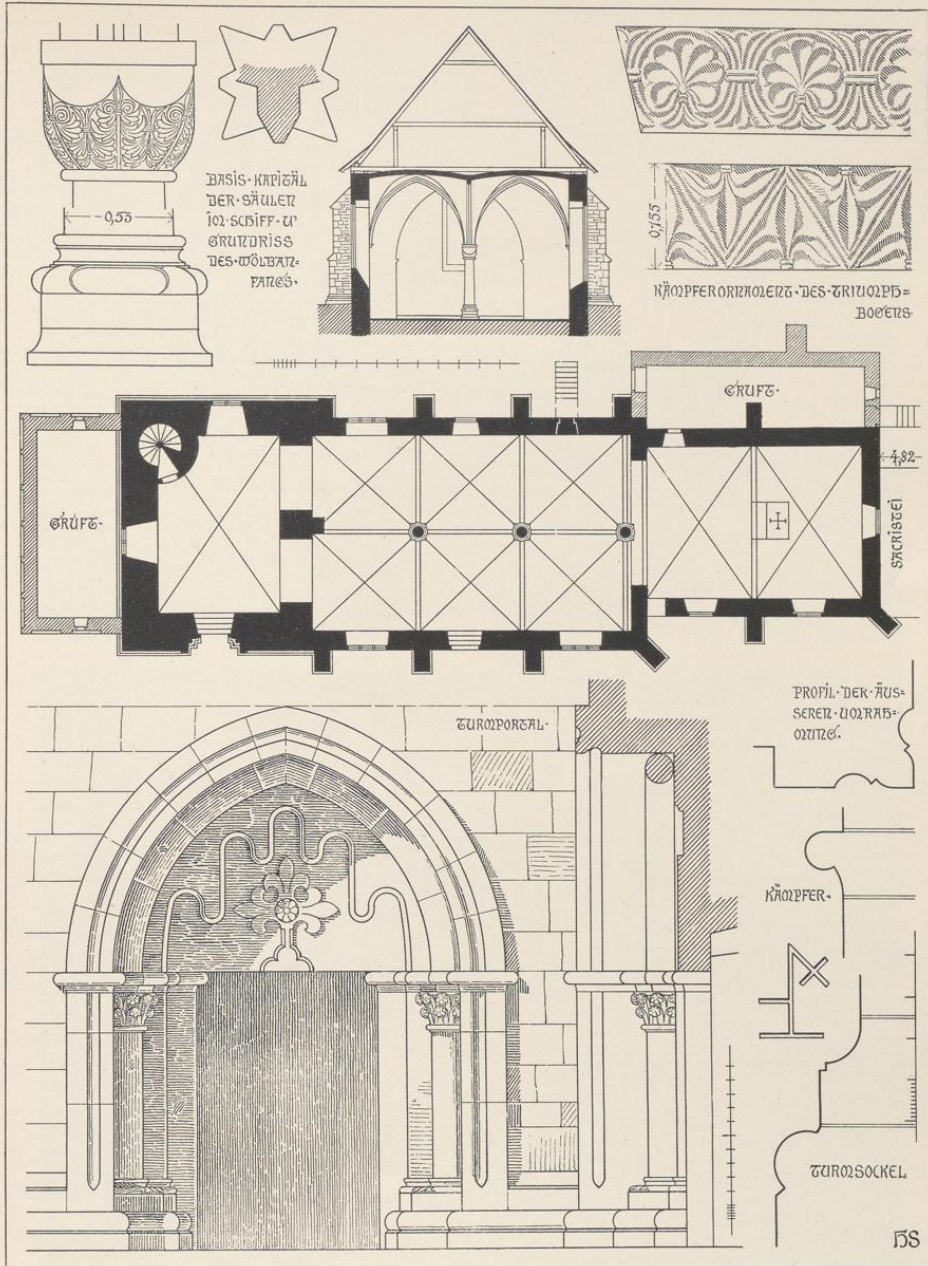 BASIS·KAPITÄL
DER·SÄULEN
IM·SCHIFF·U'
GRUNDRISS
DES·WÖLBAN=
FANGS·
0,53
0,155
KÄMPFERORNAMENT·DES·TRIUMPH=
BOGENS·
GRUFT·
GRUFT·
4,82
SACRISTEI
TURMPORTAL·
PROFIL·DER·ÄUS=
SEREN·UMRAH=
MUNG·
KÄMPFER·
TURMSOCKEL
HS